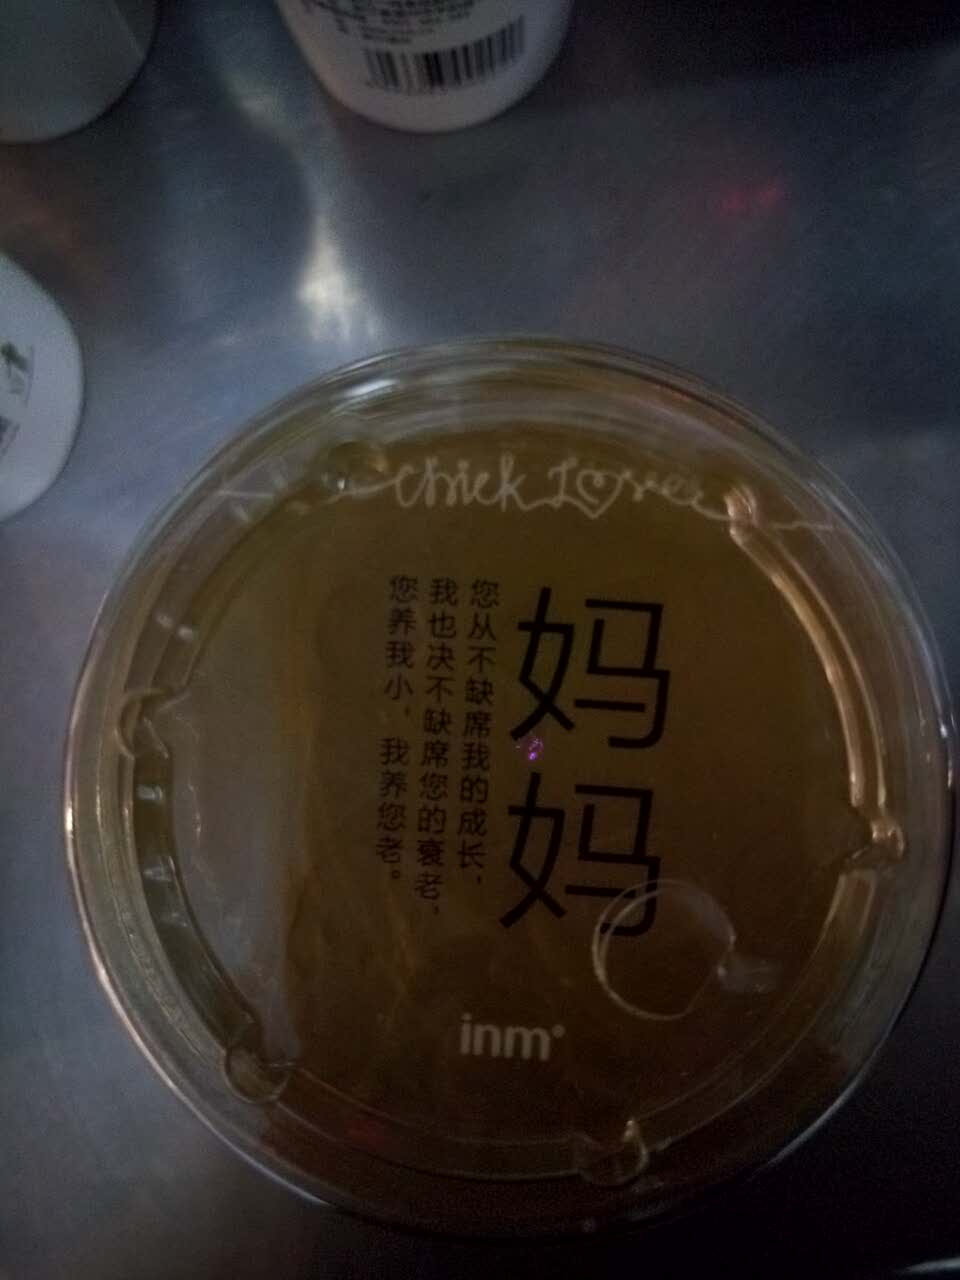 chick Lovee
妈妈
您从不缺席我的成长，
我也决不缺席您的衰老，
您养我小，我养您老。
inm